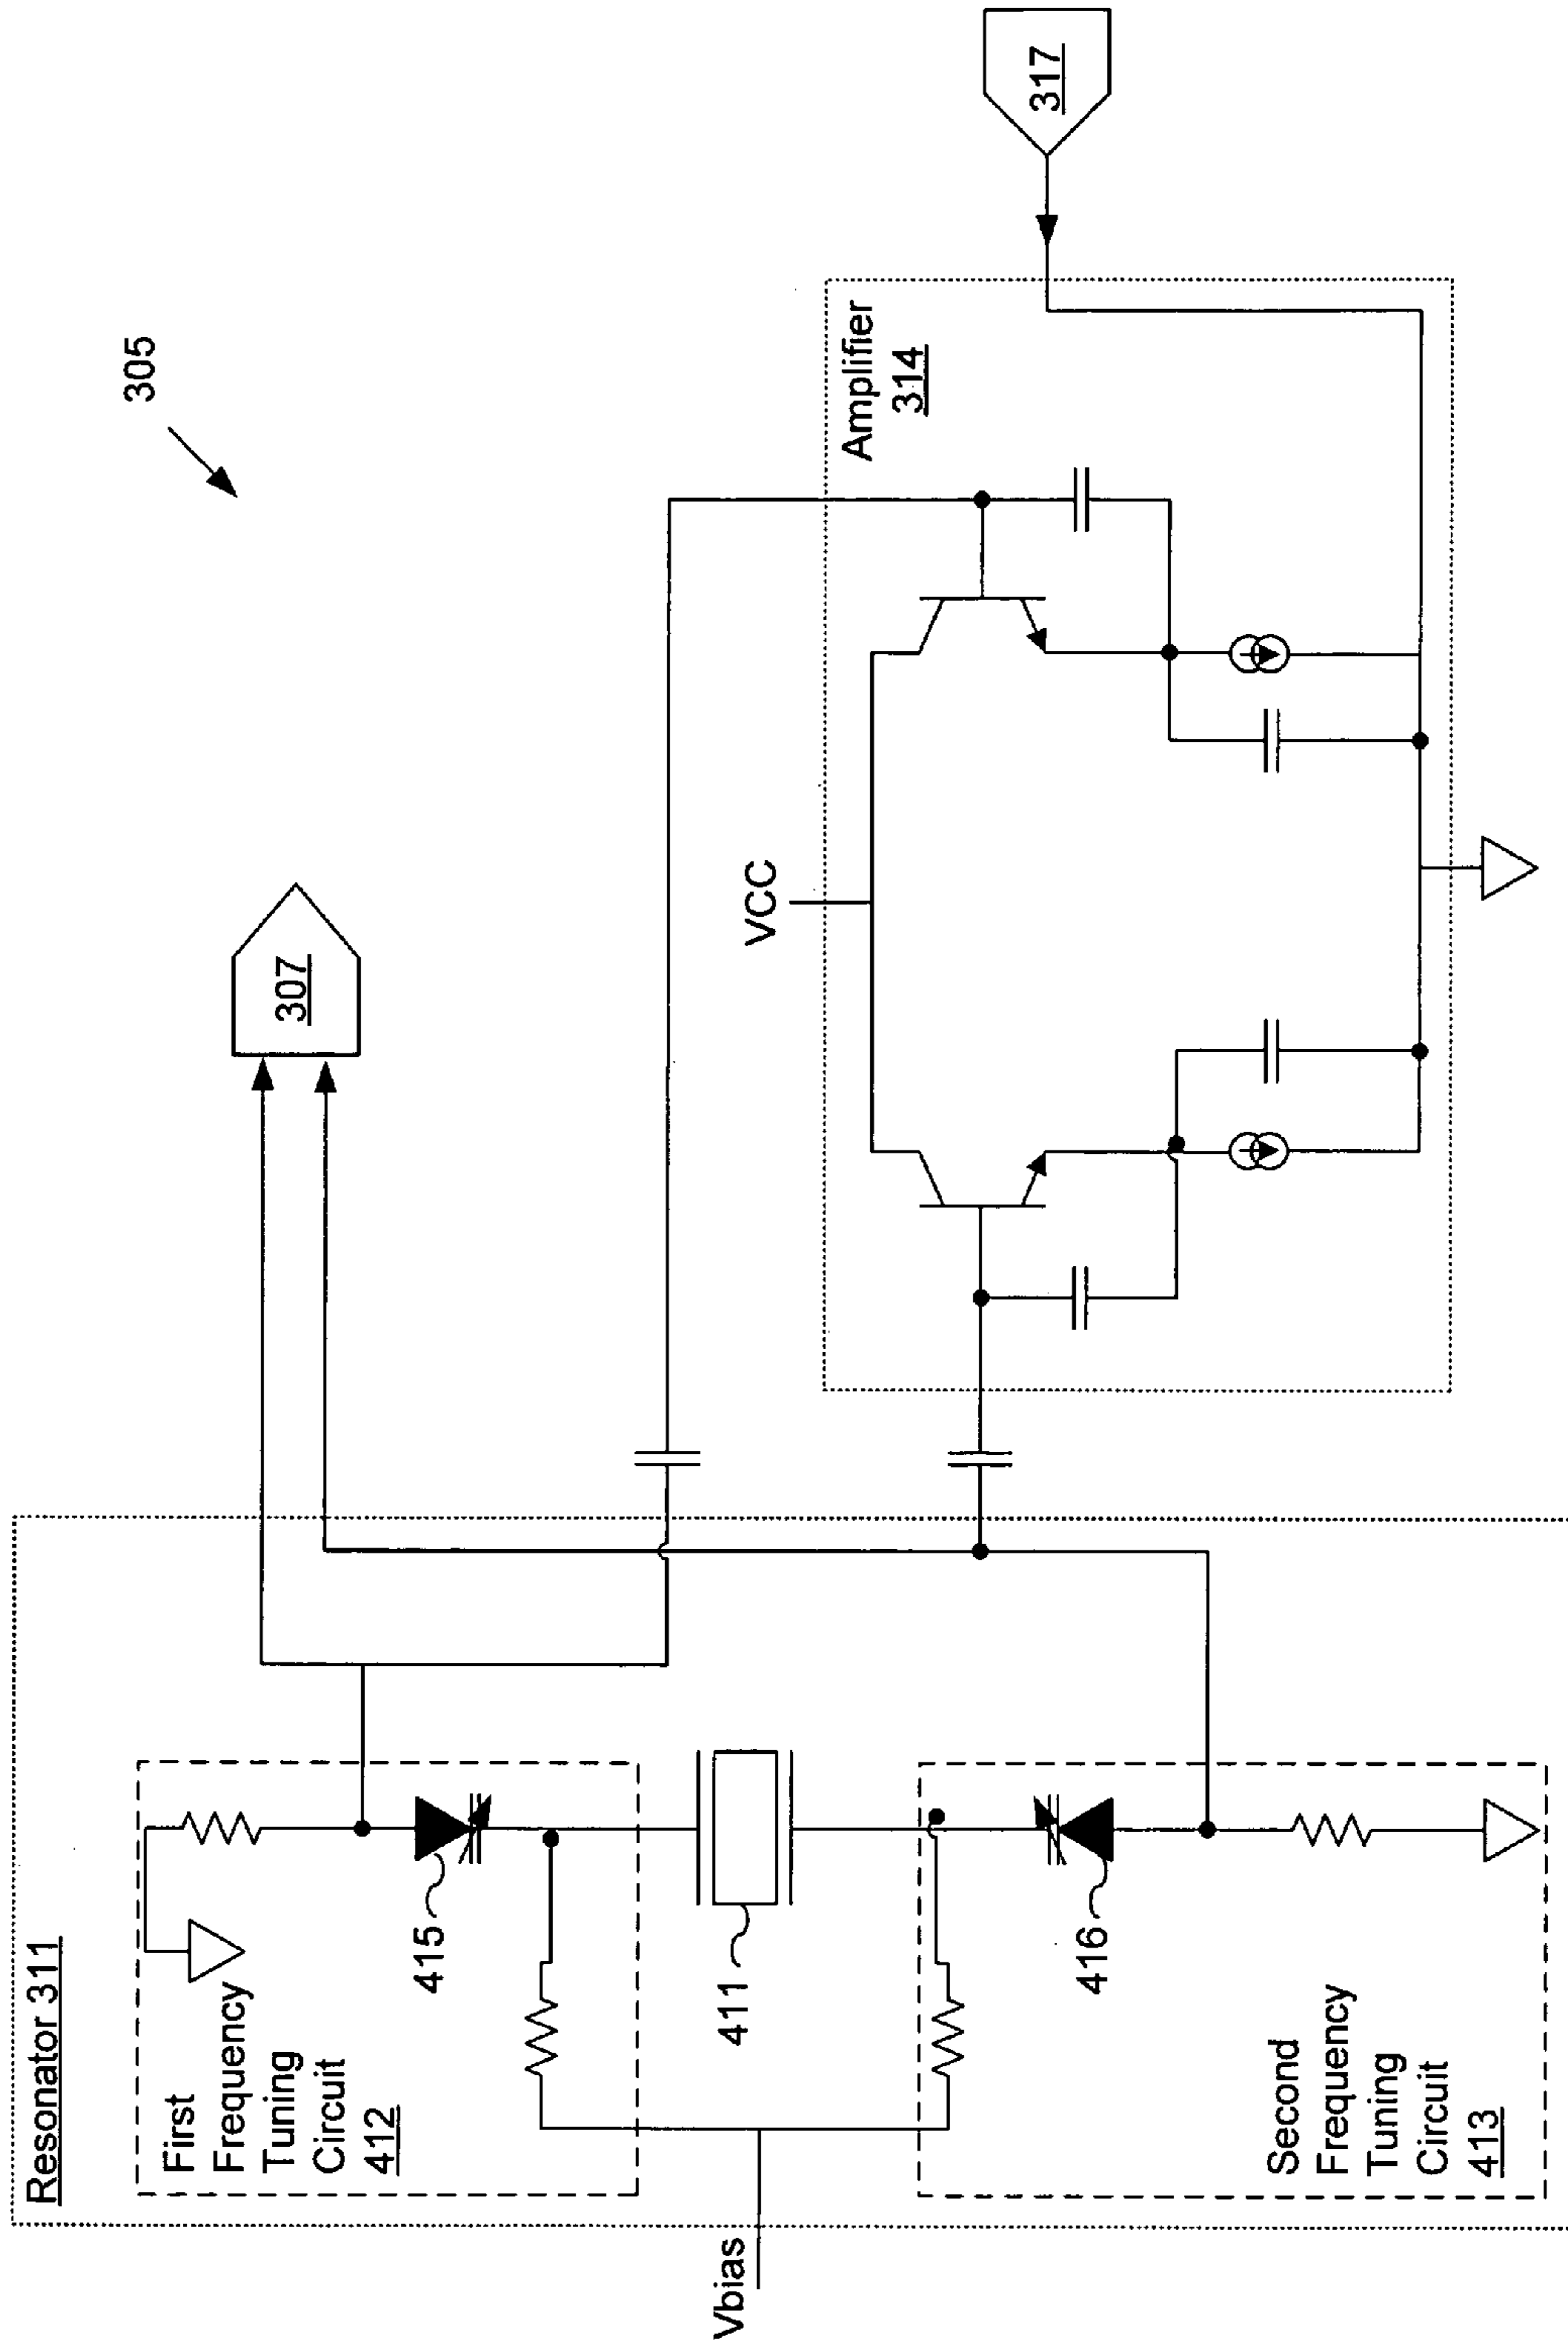 305
Resonator 311
First
Frequency
Tuning
Circuit
412
415
307
Vbias
411
VCC
Amplifier
314
317
416
Second
Frequency
Tuning
Circuit
413